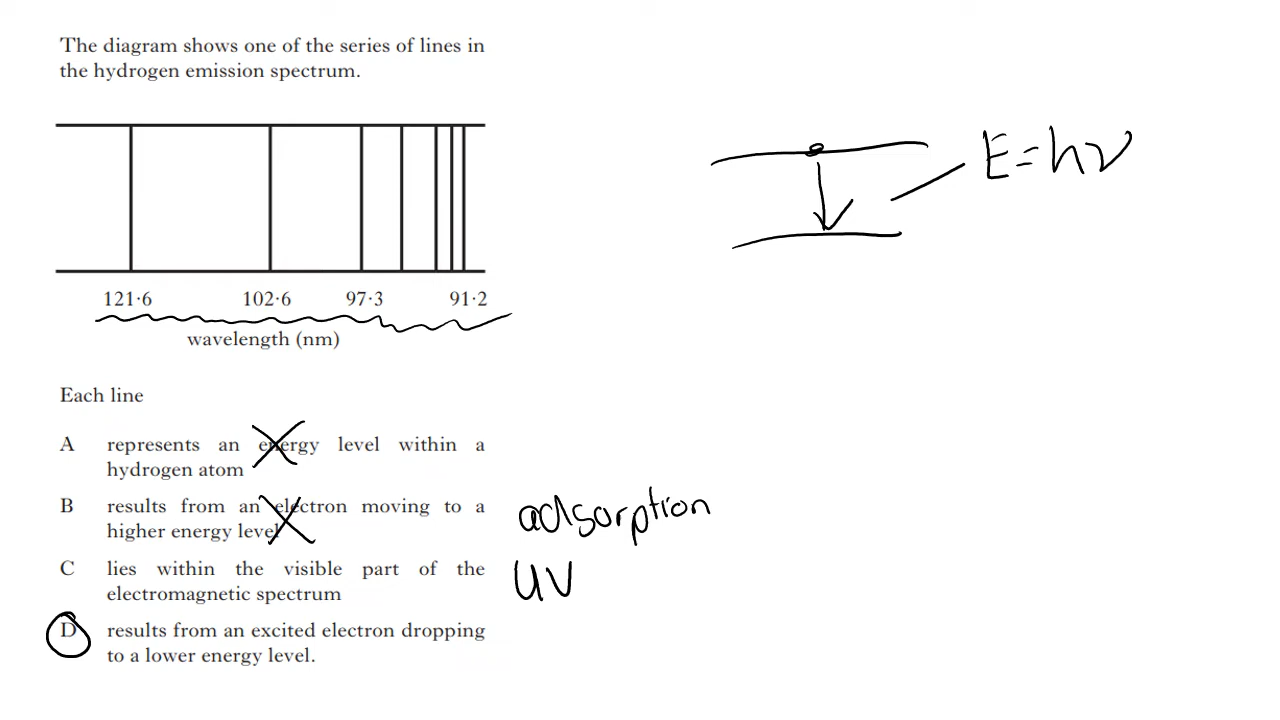 The diagram shows one of the series of lines in
the hydrogen emission spectrum.
E=hν
121·6 102·6 97·3 91·2
wavelength (nm)
Each line
A represents an energy level within a
hydrogen atom
B results from an electron moving to a
higher energy level
adsorption
C lies within the visible part of the
electromagnetic spectrum
UV
D results from an excited electron dropping
to a lower energy level.